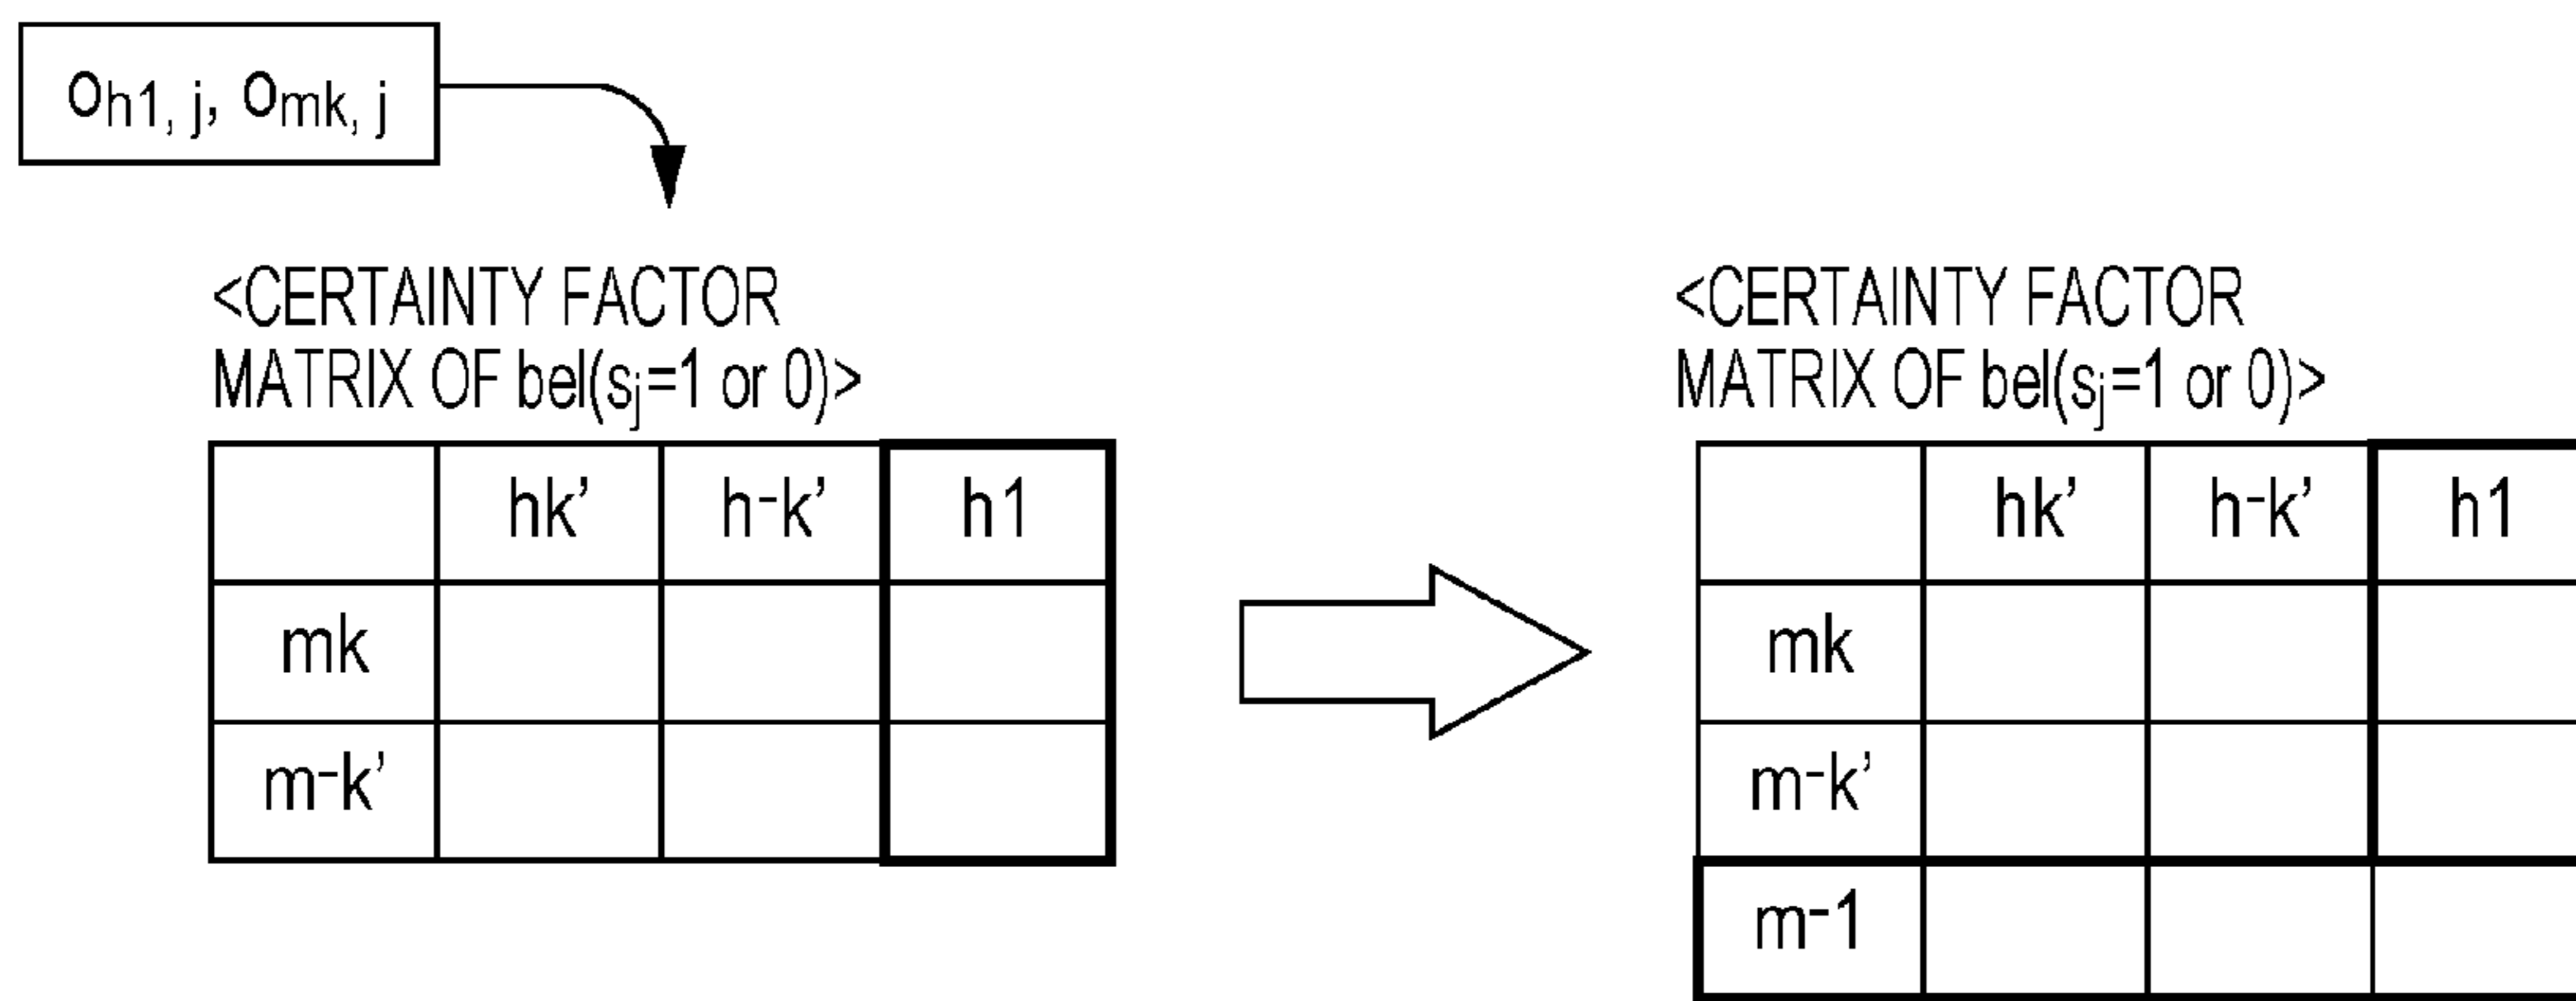 oh1, j, omk, j
<CERTAINTY FACTOR
MATRIX OF bel(sj=1 or 0)>
hk’ h-k’ h1
mk
m-k’
<CERTAINTY FACTOR
MATRIX OF bel(sj=1 or 0)>
hk’ h-k’ h1
mk
m-k’
m-1